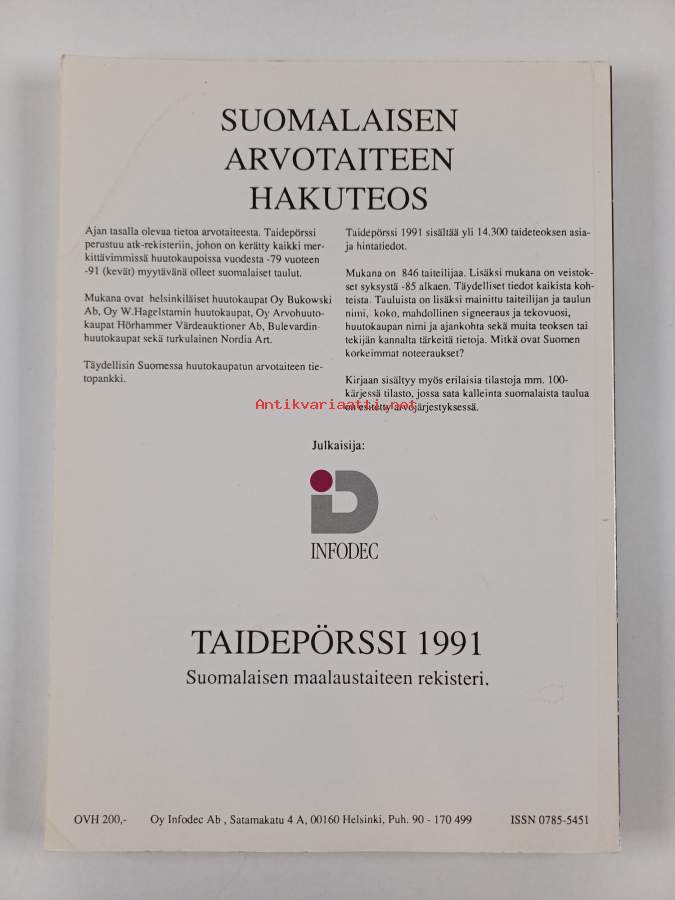 SUOMALAISEN
ARVOTAITEEN
HAKUTEOS
Ajan tasalla olevaa tietoa arvotaiteesta. Taidepörssi
perustuu atk-rekisteriin, johon on kerätty kaikki mer-
kittävimmissä huutokaupoissa vuodesta -79 vuoteen
-91 (kevät) myytävänä olleet suomalaiset taulut.
Mukana ovat helsinkiläiset huutokaupat Oy Bukowski
Ab, Oy W.Hagelstamin huutokaupat, Oy Arvohuuto-
kaupat Hörhammer Värdeauktioner Ab, Bulevardin-
huutokaupat sekä turkulainen Nordia Art.
Täydellisin Suomessa huutokaupatun arvotaiteen tie-
topankki.
Taidepörssi 1991 sisältää yli 14.300 taideteoksen asia-
ja hintatiedot.
Mukana on 846 taiteilijaa. Lisäksi mukana on veistok-
set syksystä -85 alkaen. Täydelliset tiedot kaikista koh-
teista. Tauluista on lisäksi mainittu taiteilijan ja taulun
nimi, koko, mahdollinen signeeraus ja tekovuosi,
huutokaupan nimi ja ajankohta sekä muita teoksen tai
tekijän kannalta tärkeitä tietoja. Mitkä ovat Suomen
korkeimmat noteeraukset?
Kirjaan sisältyy myös erilaisia tilastoja mm. 100-
kärjessä tilasto, jossa sata kalleinta suomalaista taulua
on esitetty arvojärjestyksessä.
Antikvariaatti.net
Julkaisija:
iD
INFODEC
TAIDEPÖRSSI 1991
Suomalaisen maalaustaiteen rekisteri.
OVH 200,- Oy Infodec Ab , Satamakatu 4 A, 00160 Helsinki, Puh. 90 - 170 499 ISSN 0785-5451